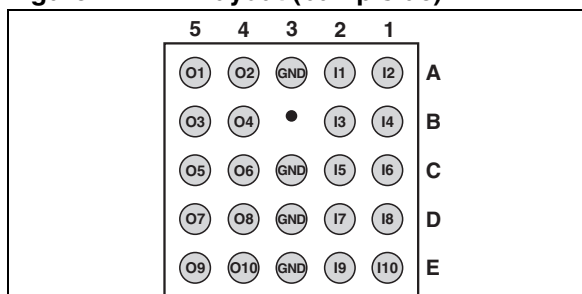 5 4 3 2 1
O1 O2 GND I1 I2 A
O3 O4 I3 I4 B
O5 O6 GND I5 I6 C
O7 O8 GND I7 I8 D
O9 O10 GND I9 I10 E